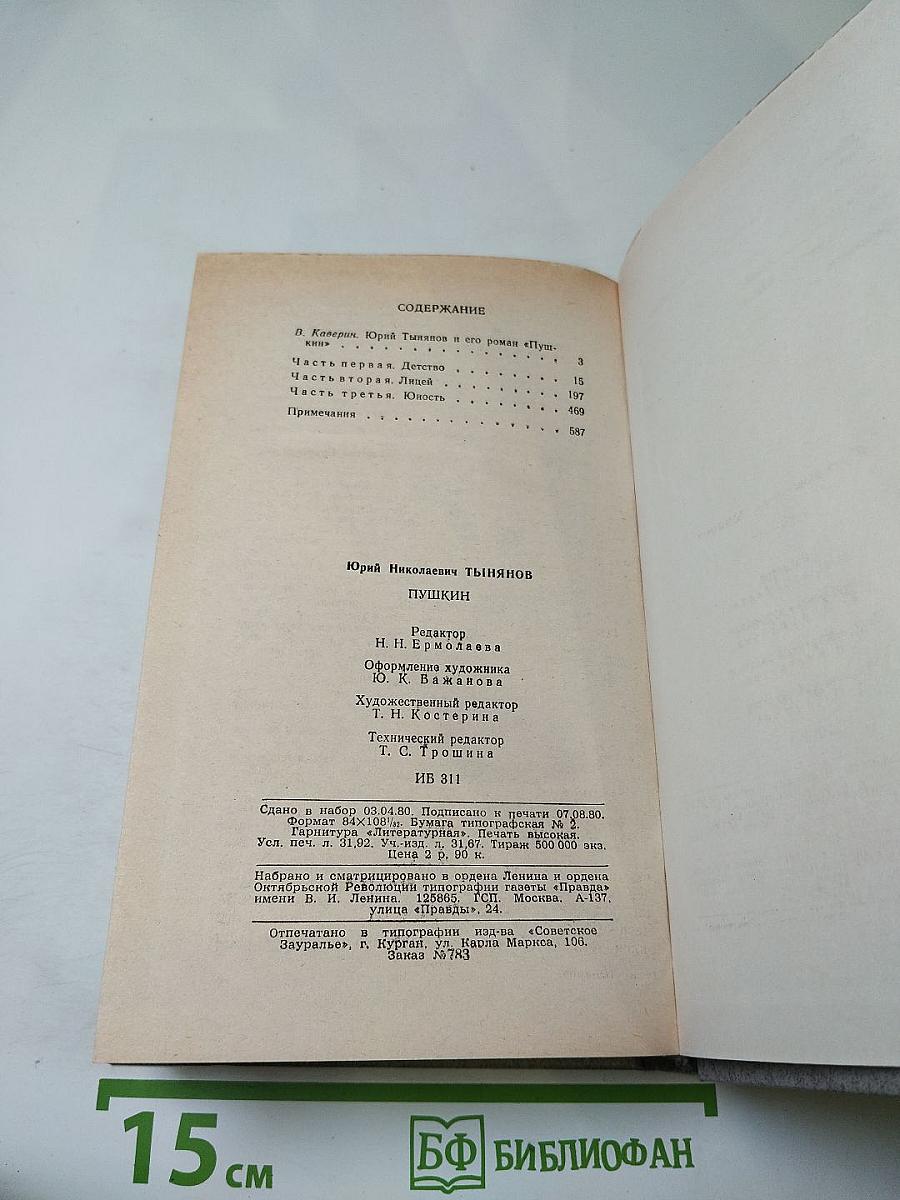 СОДЕРЖАНИЕ
В. Каверин. Юрий Тынянов и его роман «Пуш-
кин» . . . . . . . . . . . . . . . 3
Часть первая. Детство . . . . . . . . 15
Часть вторая. Лицей . . . . . . . . 197
Часть третья. Юность . . . . . . . . 469
Примечания . . . . . . . . . . . . . 587
Юрий Николаевич ТЫНЯНОВ
ПУШКИН
Редактор
Н. Н. Ермолаева
Оформление художника
Ю. К. Бажанова
Художественный редактор
Т. Н. Костерина
Технический редактор
Т. С. Трошина
ИБ 311
Сдано в набор 03.04.80. Подписано к печати 07.08.80.
Формат 84×108¹/₃₂. Бумага типографская № 2.
Гарнитура «Литературная». Печать высокая.
Усл. печ. л. 31,92. Уч.-изд. л. 31,67. Тираж 500 000 экз.
Цена 2 р. 90 к.
Набрано и сматрицировано в ордена Ленина и ордена
Октябрьской Революции типографии газеты «Правда»
имени В. И. Ленина. 125865. ГСП. Москва, А-137,
улица «Правды», 24.
Отпечатано в типографии изд-ва «Советское
Зауралье», г. Курган, ул. Карла Маркса, 106.
Заказ №783
15 см
БФ БИБЛИОФАН